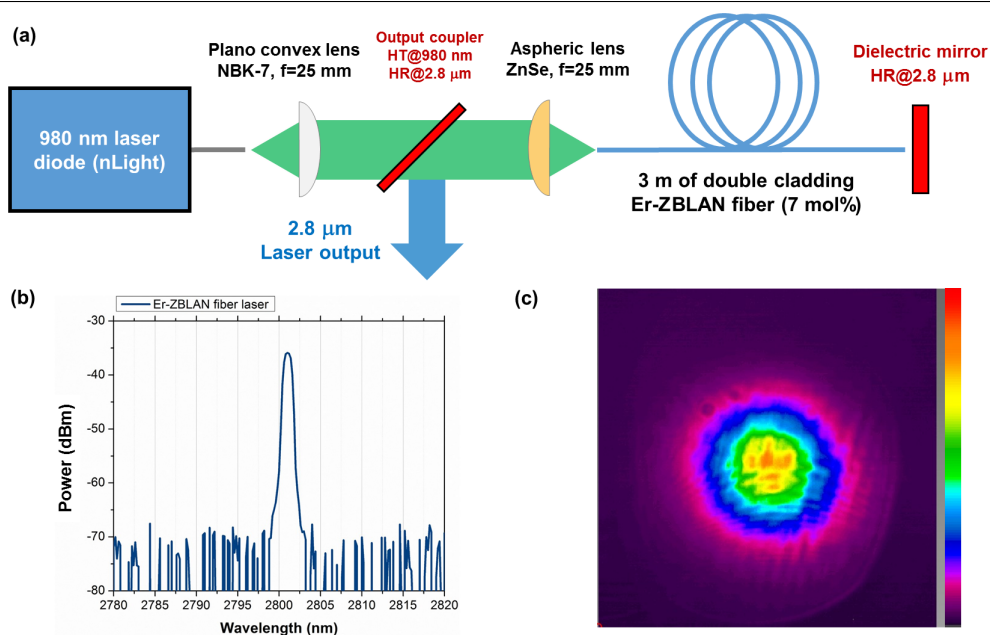 (a)
Plano convex lens
NBK-7, f=25 mm
Output coupler
HT@980 nm
HR@2.8 μm
Aspheric lens
ZnSe, f=25 mm
Dielectric mirror
HR@2.8 μm
980 nm laser
diode (nLight)
3 m of double cladding
Er-ZBLAN fiber (7 mol%)
2.8 μm
Laser output
(b)
Er-ZBLAN fiber laser
-30
-40
-50
-60
-70
-80
Power (dBm)
2780 2785 2790 2795 2800 2805 2810 2815 2820
Wavelength (nm)
(c)